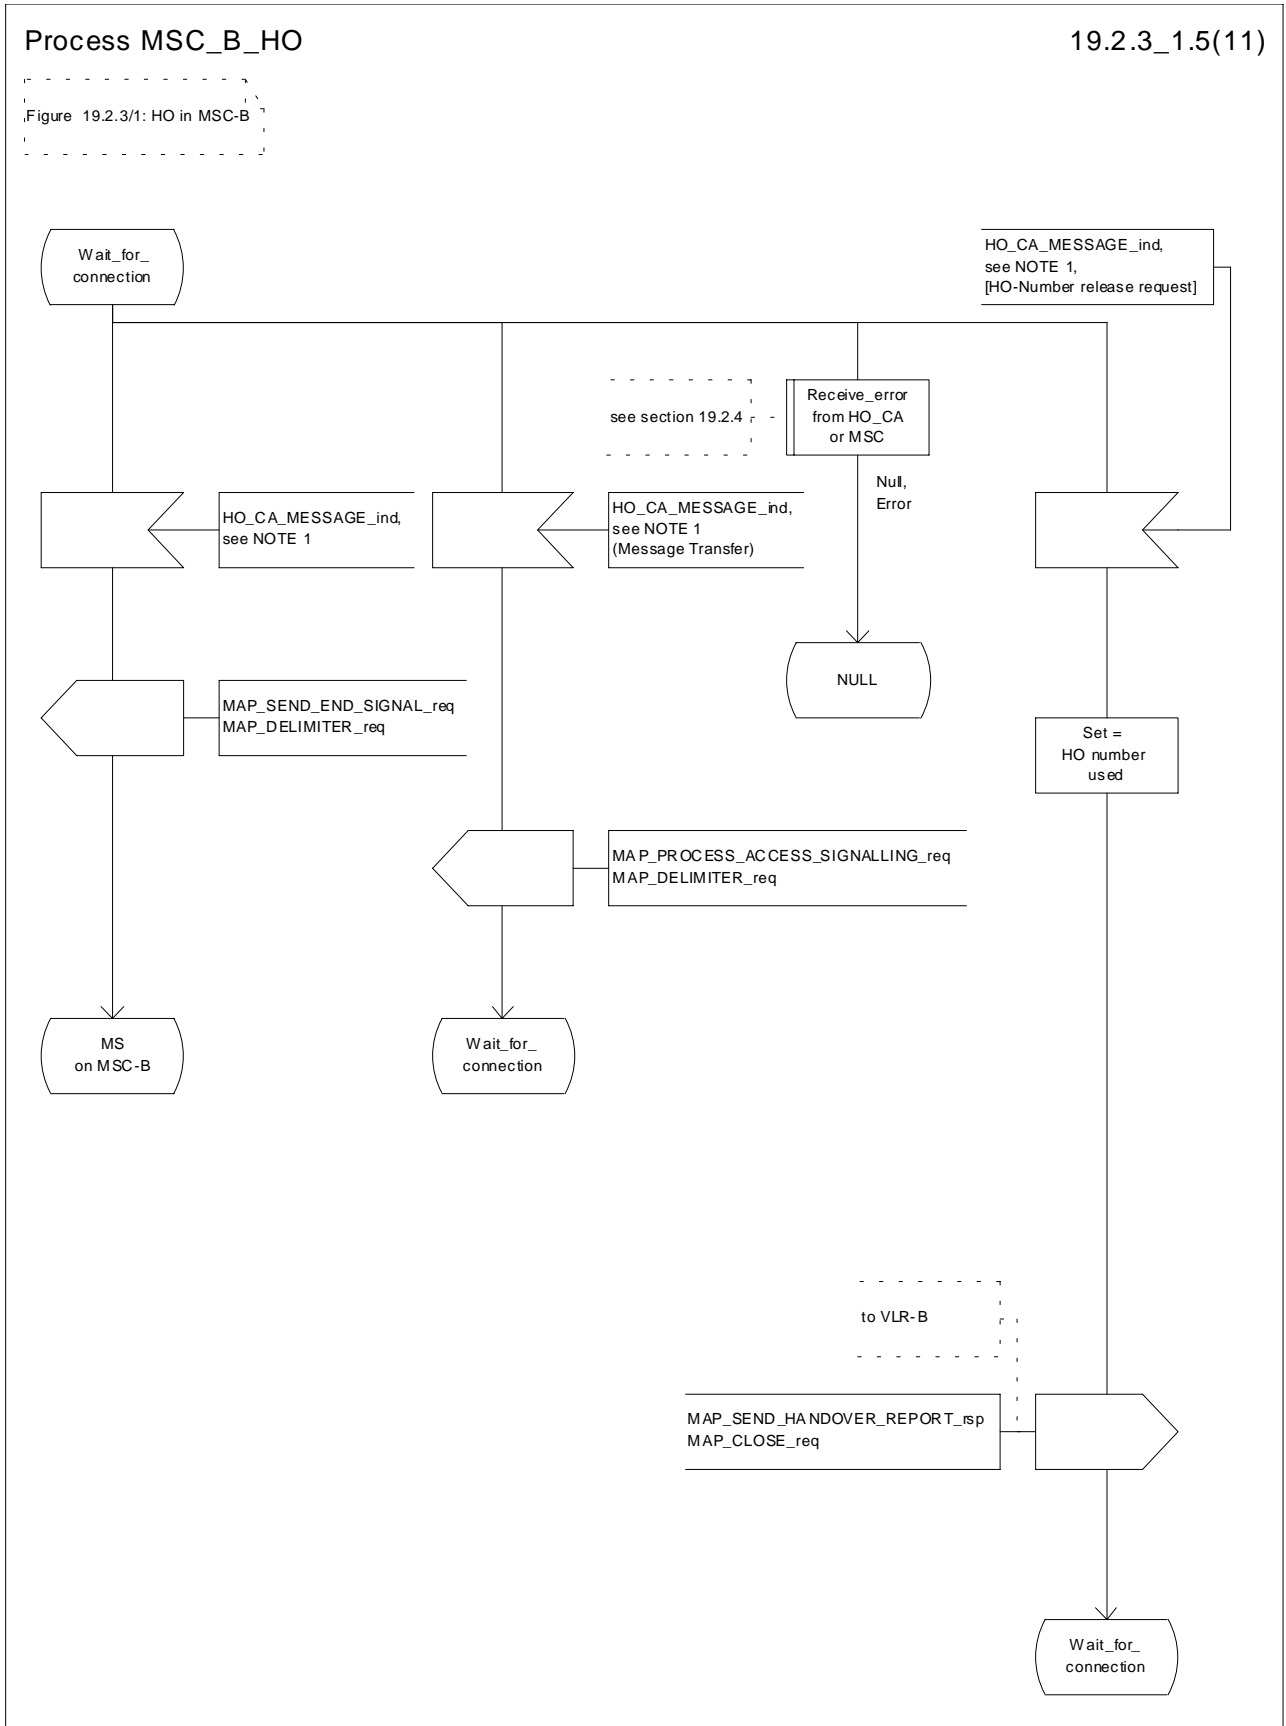 Process MSC_B_HO
19.2.3_1.5(11)
Figure 19.2.3/1: HO in MSC-B
Wait_for_
connection
HO_CA_MESSAGE_ind,
see NOTE 1,
[HO-Number release request]
see section 19.2.4
Receive_error
from HO_CA
or MSC
Null,
Error
HO_CA_MESSAGE_ind,
see NOTE 1
HO_CA_MESSAGE_ind,
see NOTE 1
(Message Transfer)
NULL
MAP_SEND_END_SIGNAL_req
MAP_DELIMITER_req
Set =
HO number
used
MAP_PROCESS_ACCESS_SIGNALLING_req
MAP_DELIMITER_req
MS
on MSC-B
Wait_for_
connection
to VLR-B
MAP_SEND_HANDOVER_REPORT_rsp
MAP_CLOSE_req
Wait_for_
connection